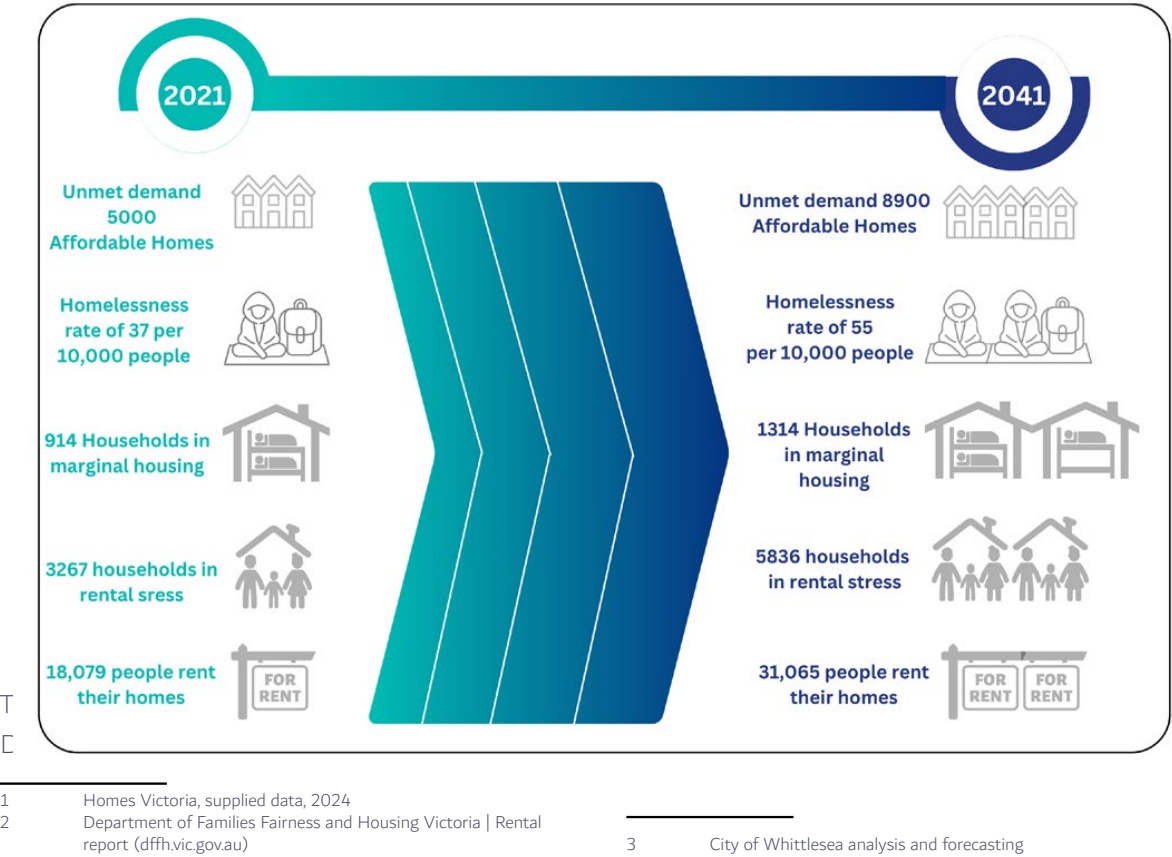 2021
2041
Unmet demand
5000
Affordable Homes
Homelessness
rate of 37 per
10,000 people
914 Households in
marginal housing
3267 households in
rental sress
18,079 people rent
their homes
FOR
RENT
Unmet demand 8900
Affordable Homes
Homelessness
rate of 55
per 10,000 people
1314 Households
in marginal
housing
5836 households
in rental stress
31,065 people rent
their homes
FOR
RENT
FOR
RENT
T
1 Homes Victoria, supplied data, 2024
2 Department of Families Fairness and Housing Victoria | Rental
report (dffh.vic.gov.au)
3 City of Whittlesea analysis and forecasting